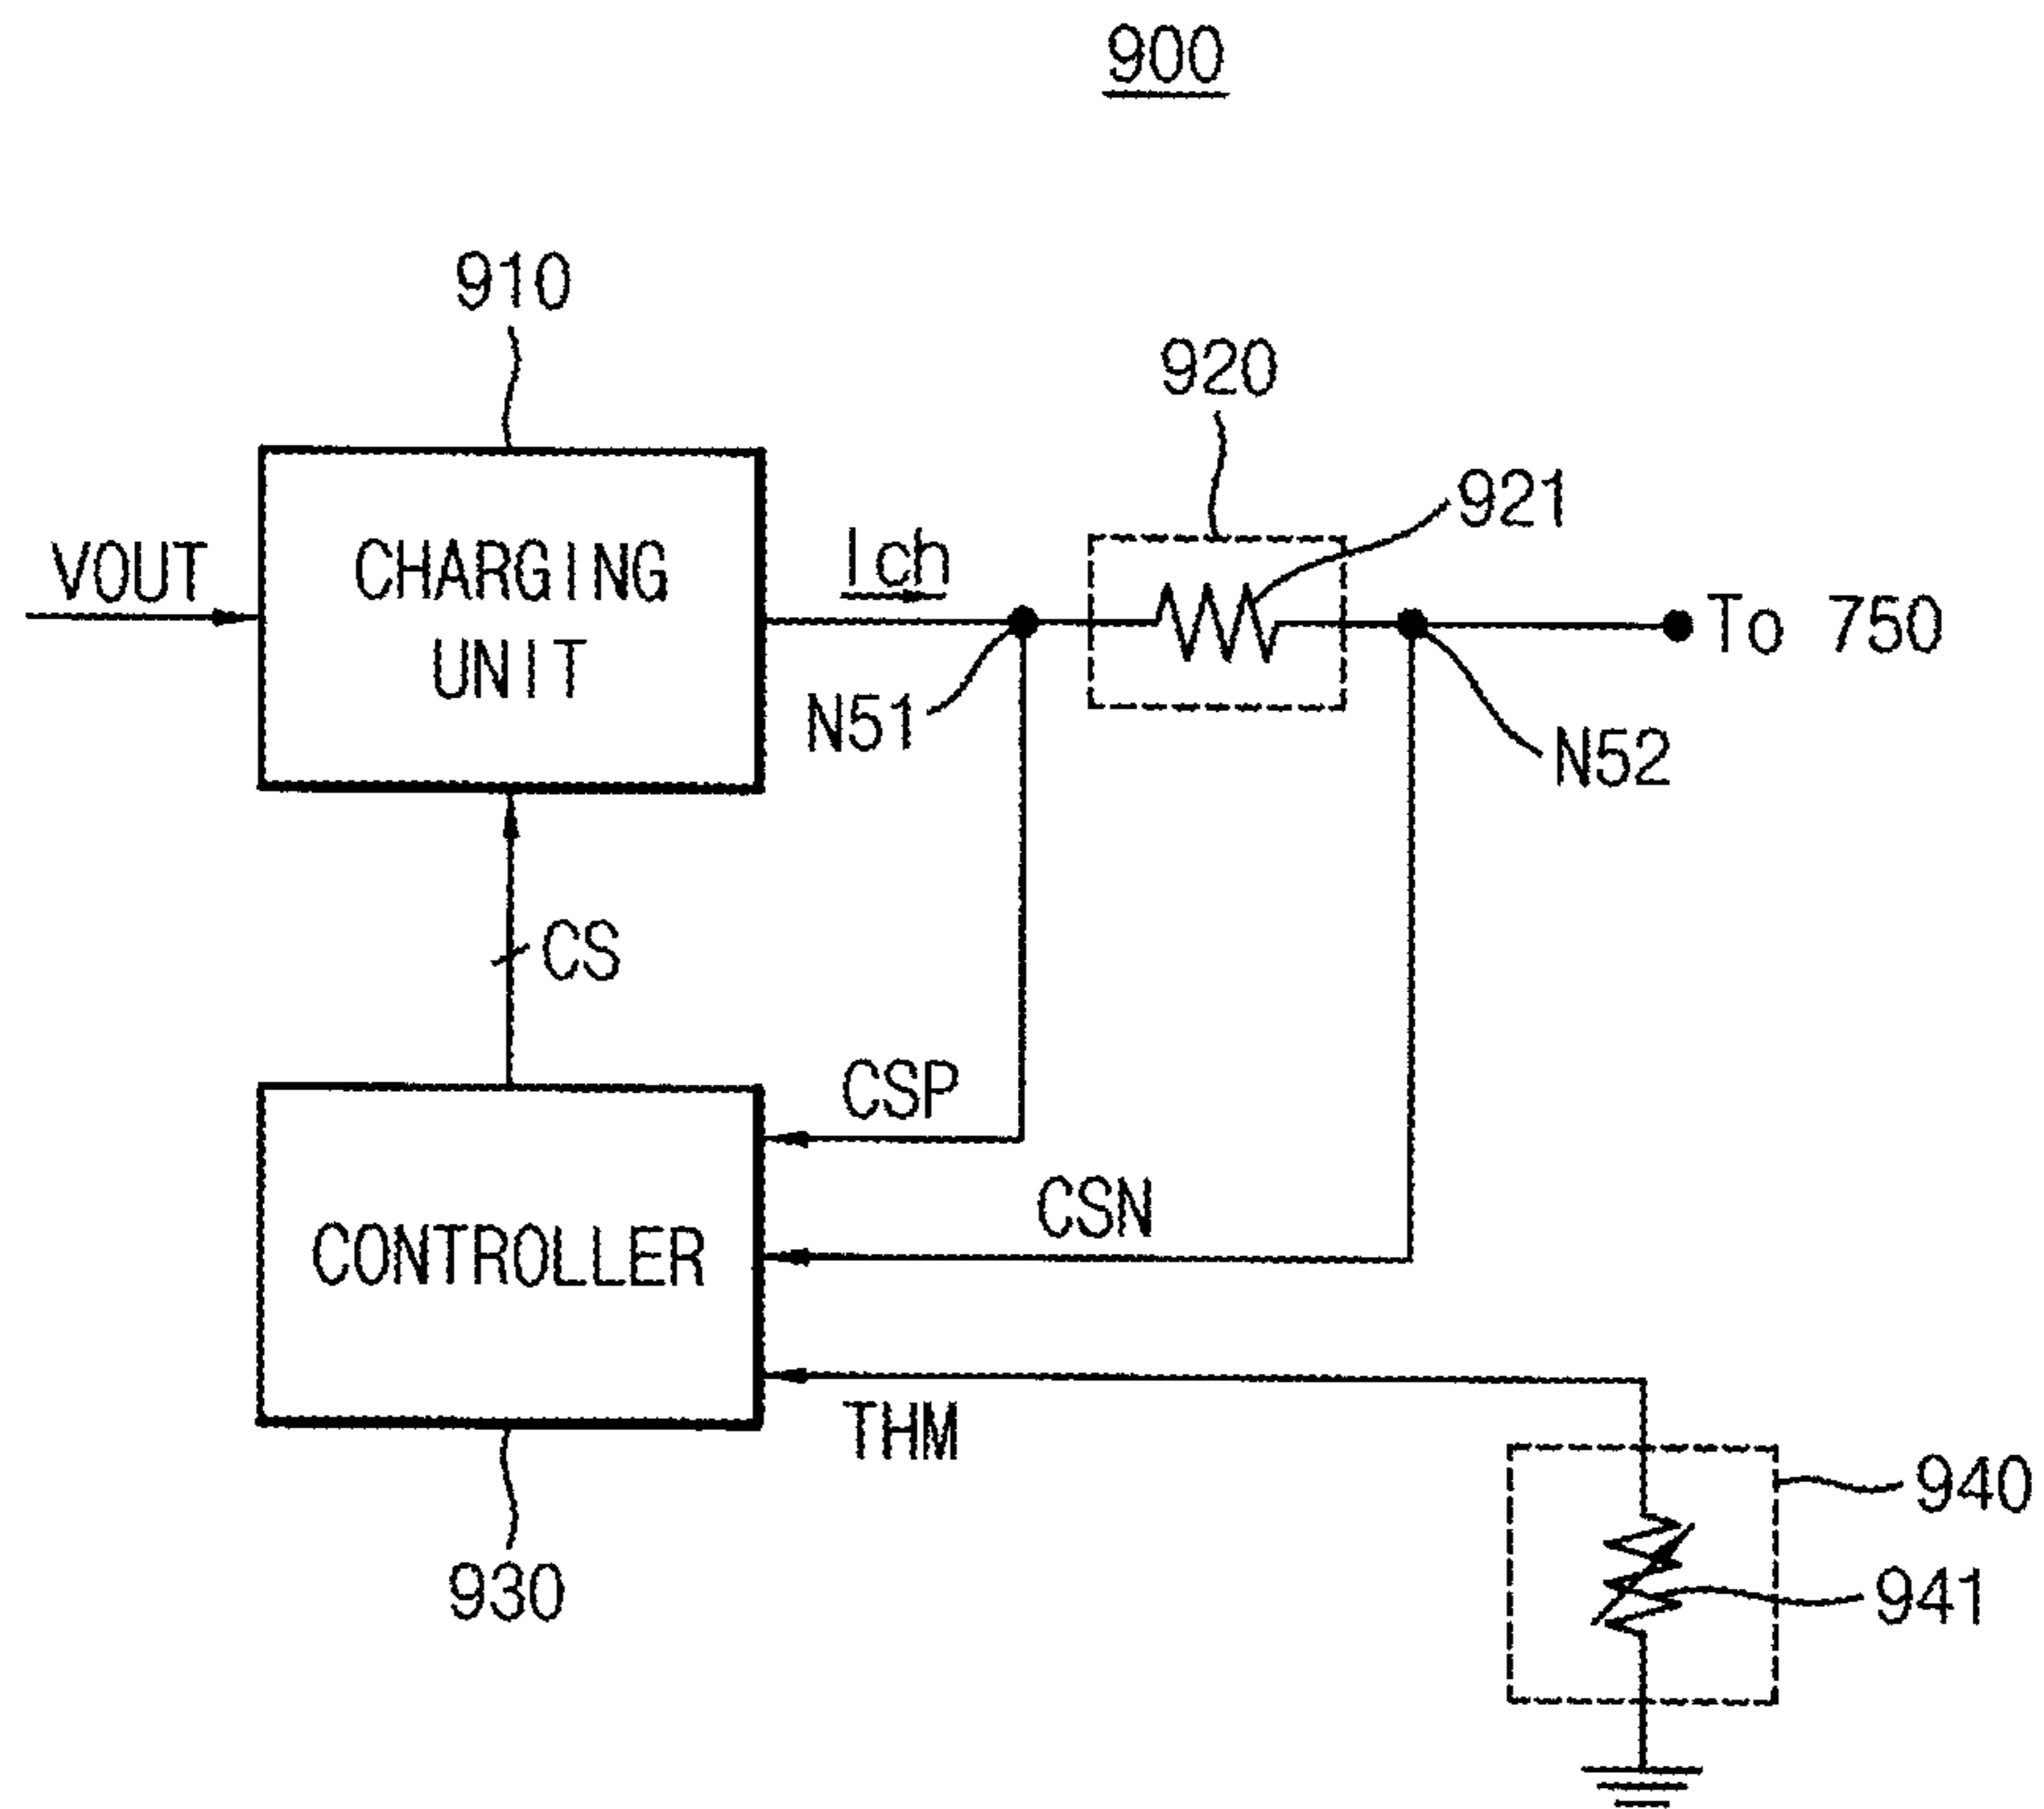 900
910
920
921
VOUT
CHARGING
UNIT
Ich
To 750
N51
N52
CS
CSP
CSN
CONTROLLER
THM
940
941
930